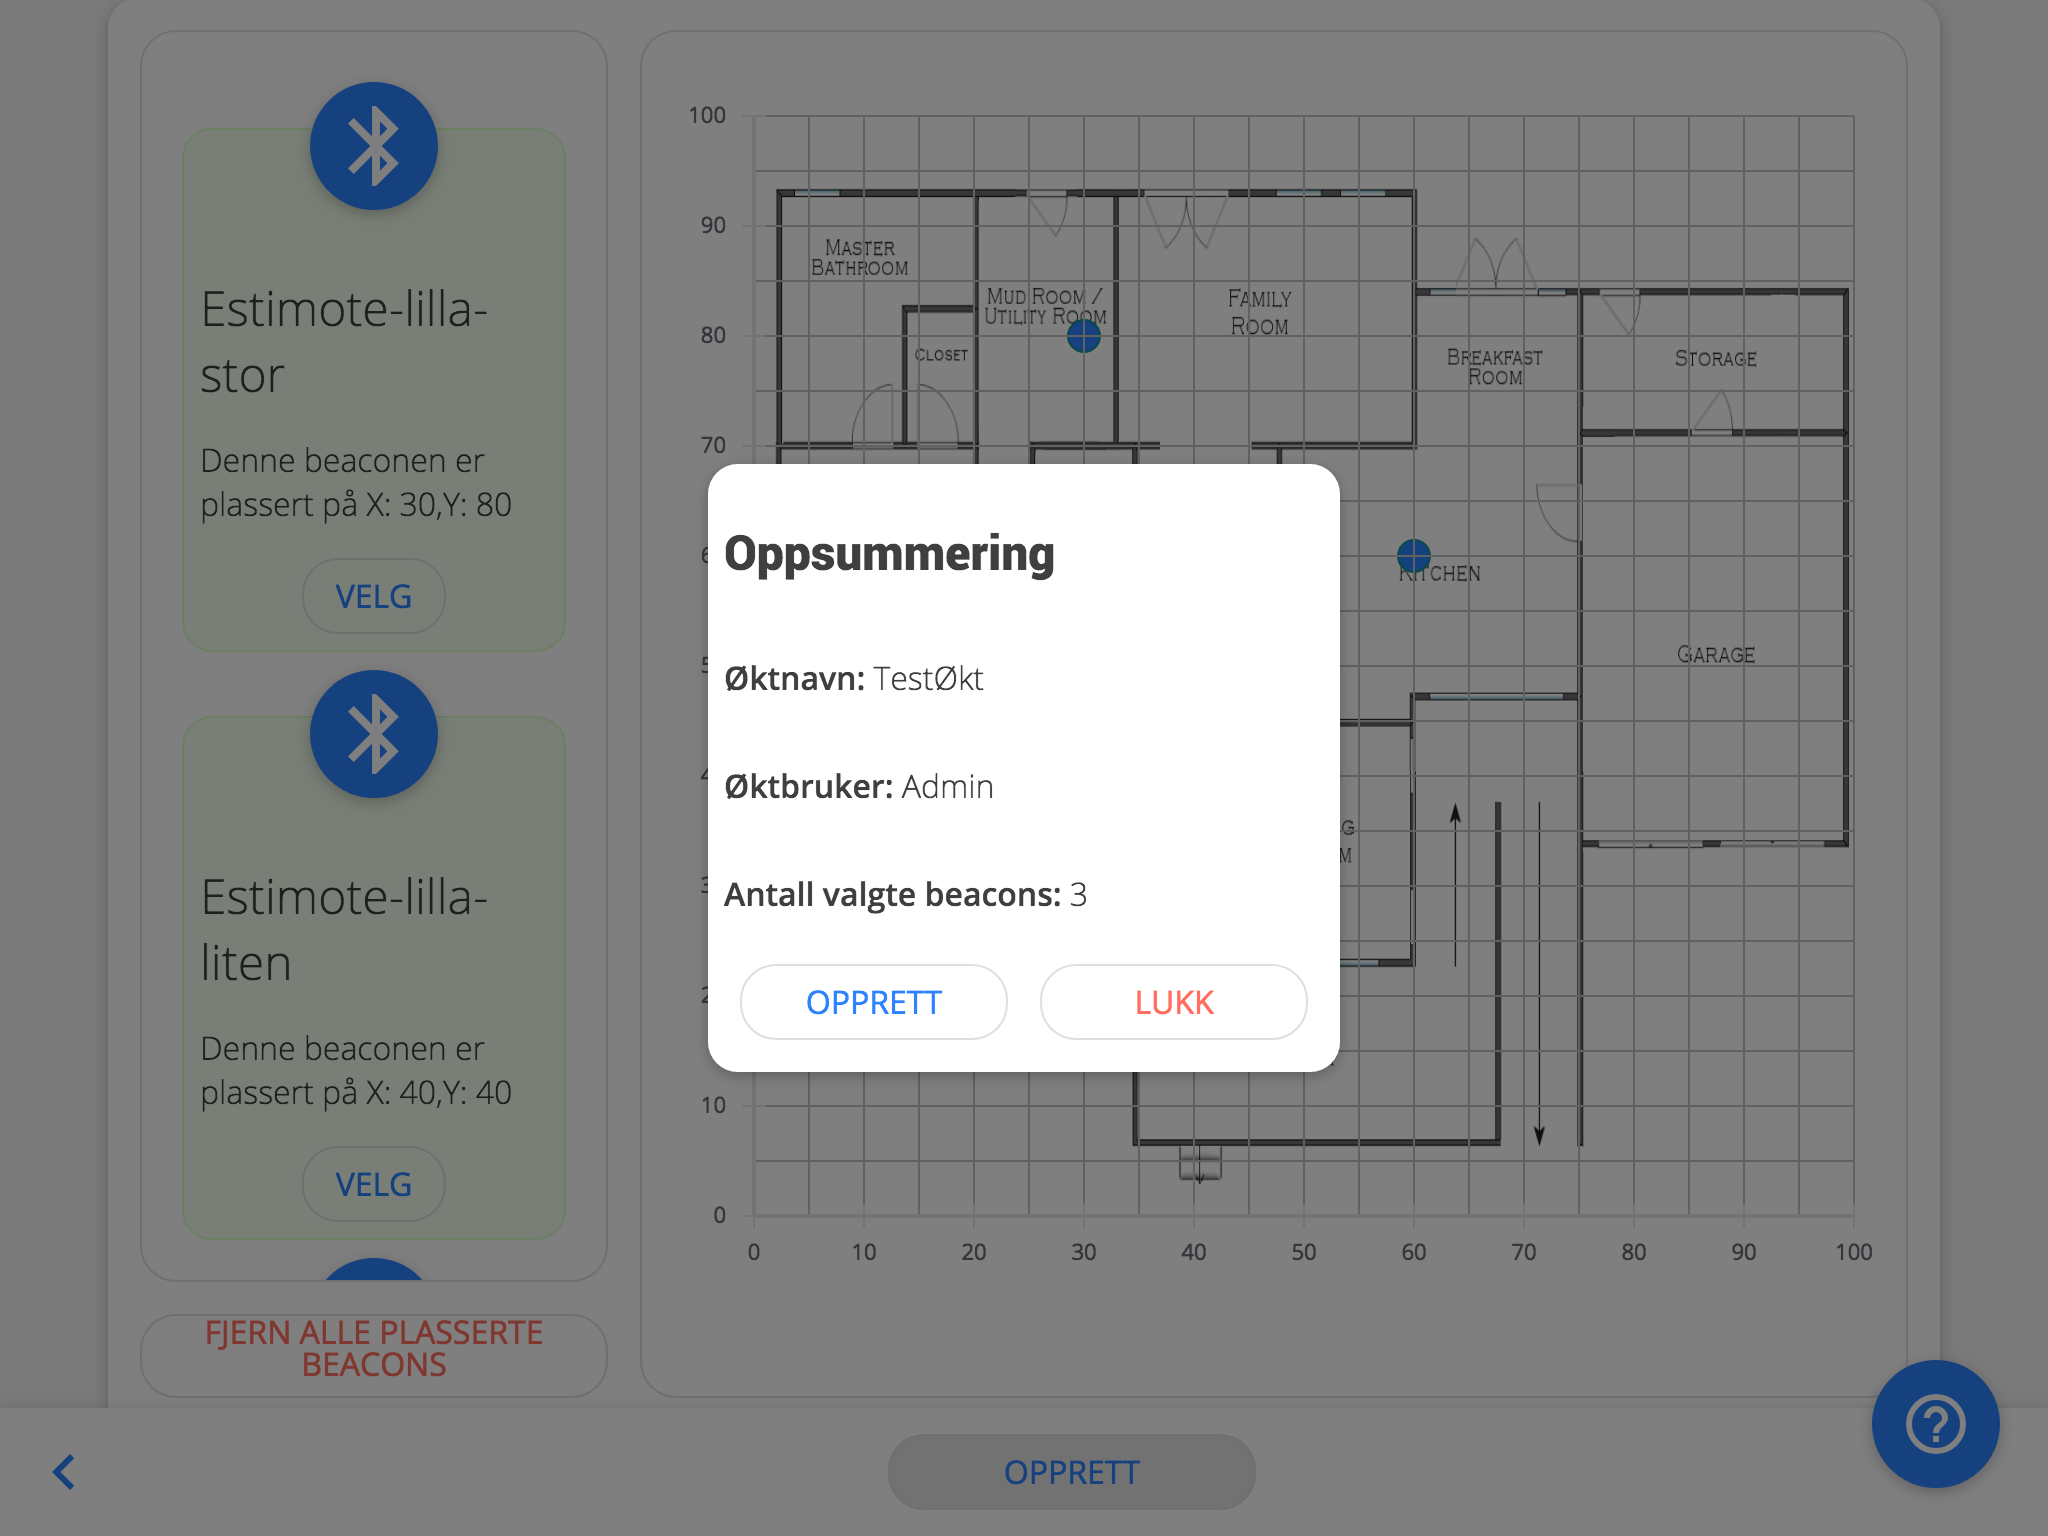 Estimote-lilla-
stor
Denne beaconen er
plassert på X: 30,Y: 80
VELG
Estimote-lilla-
liten
Denne beaconen er
plassert på X: 40,Y: 40
VELG
FJERN ALLE PLASSERTE
BEACONS
100
90
80
70
10
0
0 10 20 30 40 50 60 70 80 90 100
MASTER
BATHROOM
CLOSET
MUD ROOM /
UTILITY ROOM
FAMILY
ROOM
BREAKFAST
ROOM
STORAGE
KITCHEN
GARAGE
Oppsummering
Øktnavn: TestØkt
Øktbruker: Admin
Antall valgte beacons: 3
OPPRETT
LUKK
OPPRETT